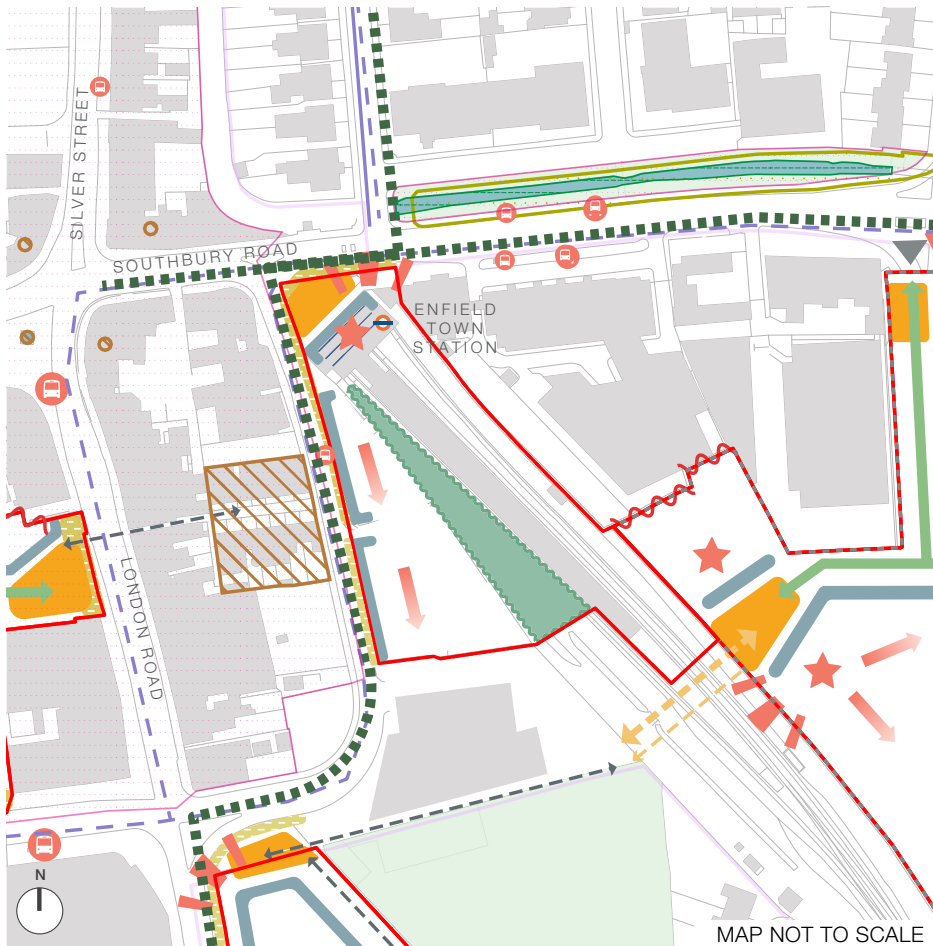 SILVER STREET
SOUTHBURY ROAD
ENFIELD
TOWN
STATION
LONDON ROAD
N
MAP NOT TO SCALE